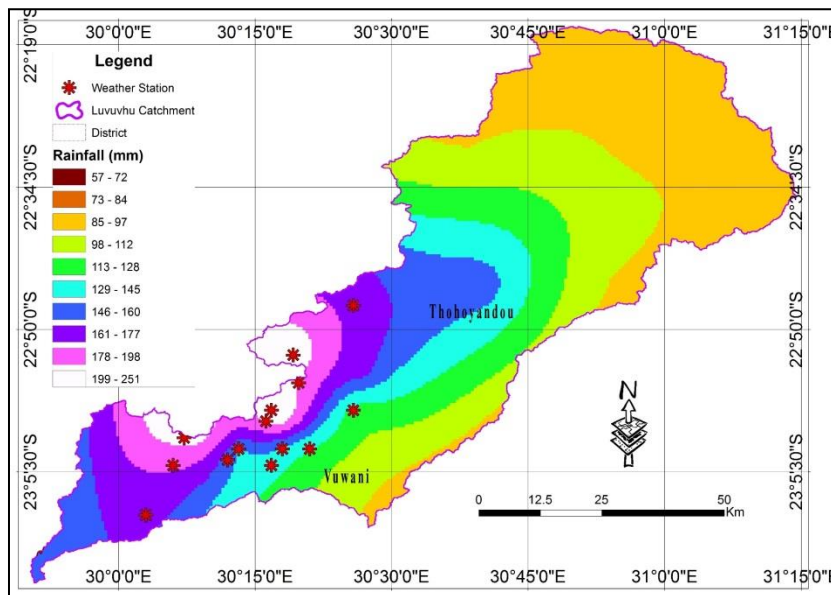 30°0'0"E 30°15'0"E 30°30'0"E 30°45'0"E 31°0'0"E 31°15'0"E
22°19'0"S 22°19'0"S
Legend
Weather Station
Luvuvhu Catchment
District
Rainfall (mm)
57 - 72
73 - 84
85 - 97
98 - 112
113 - 128
129 - 145
146 - 160
161 - 177
178 - 198
199 - 251
22°34'30"S 22°34'30"S
Thohoyandou
22°50'0"S 22°50'0"S
N
23°5'30"S 23°5'30"S
Vuwani
0 12.5 25 50
Km
30°0'0"E 30°15'0"E 30°30'0"E 30°45'0"E 31°0'0"E 31°15'0"E